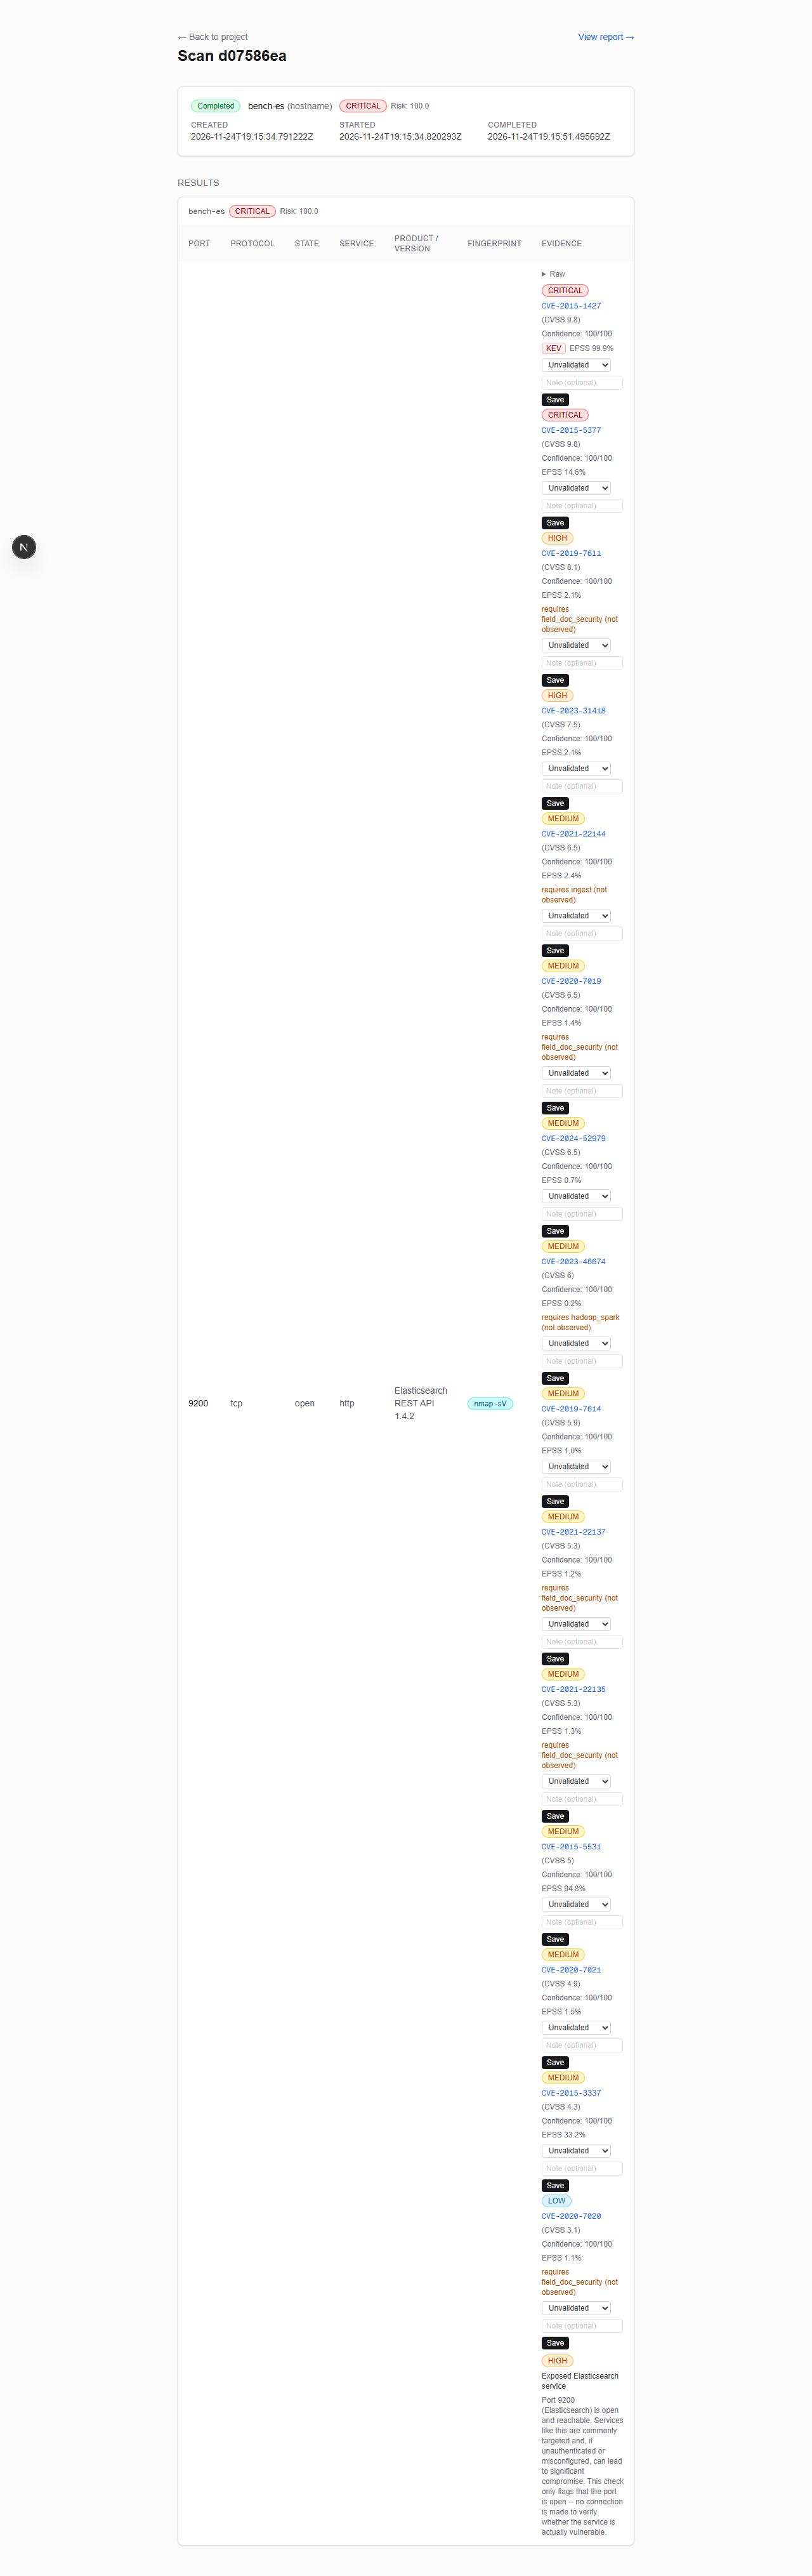 ← Back to project
View report →
Scan d07586ea
Completed
bench-es (hostname)
CRITICAL
Risk: 100.0
CREATED
2026-11-24T19:15:34.791222Z
STARTED
2026-11-24T19:15:34.820293Z
COMPLETED
2026-11-24T19:15:51.495692Z
RESULTS
bench-es CRITICAL Risk: 100.0
PORT
PROTOCOL
STATE
SERVICE
PRODUCT /
VERSION
FINGERPRINT
EVIDENCE
9200
tcp
open
http
Elasticsearch
REST API
1.4.2
nmap -sV
▶ Raw
CRITICAL
CVE-2015-1427
(CVSS 9.8)
Confidence: 100/100
KEV EPSS 99.9%
Unvalidated
Note (optional)
Save
CRITICAL
CVE-2015-5377
(CVSS 9.8)
Confidence: 100/100
EPSS 14.6%
Unvalidated
Note (optional)
Save
HIGH
CVE-2019-7611
(CVSS 8.1)
Confidence: 100/100
EPSS 2.1%
requires
field_doc_security (not
observed)
Unvalidated
Note (optional)
Save
HIGH
CVE-2023-31418
(CVSS 7.5)
Confidence: 100/100
EPSS 2.1%
Unvalidated
Note (optional)
Save
MEDIUM
CVE-2021-22144
(CVSS 6.5)
Confidence: 100/100
EPSS 2.4%
requires ingest (not
observed)
Unvalidated
Note (optional)
Save
MEDIUM
CVE-2020-7019
(CVSS 6.5)
Confidence: 100/100
EPSS 1.4%
requires
field_doc_security (not
observed)
Unvalidated
Note (optional)
Save
MEDIUM
CVE-2024-52979
(CVSS 6.5)
Confidence: 100/100
EPSS 0.7%
Unvalidated
Note (optional)
Save
MEDIUM
CVE-2023-46674
(CVSS 6)
Confidence: 100/100
EPSS 0.2%
requires hadoop_spark
(not observed)
Unvalidated
Note (optional)
Save
MEDIUM
CVE-2019-7614
(CVSS 5.9)
Confidence: 100/100
EPSS 1.0%
Unvalidated
Note (optional)
Save
MEDIUM
CVE-2021-22137
(CVSS 5.3)
Confidence: 100/100
EPSS 1.2%
requires
field_doc_security (not
observed)
Unvalidated
Note (optional)
Save
MEDIUM
CVE-2021-22135
(CVSS 5.3)
Confidence: 100/100
EPSS 1.3%
requires
field_doc_security (not
observed)
Unvalidated
Note (optional)
Save
MEDIUM
CVE-2015-5531
(CVSS 5)
Confidence: 100/100
EPSS 94.8%
Unvalidated
Note (optional)
Save
MEDIUM
CVE-2020-7021
(CVSS 4.9)
Confidence: 100/100
EPSS 1.5%
Unvalidated
Note (optional)
Save
MEDIUM
CVE-2015-3337
(CVSS 4.3)
Confidence: 100/100
EPSS 33.2%
Unvalidated
Note (optional)
Save
LOW
CVE-2020-7020
(CVSS 3.1)
Confidence: 100/100
EPSS 1.1%
requires
field_doc_security (not
observed)
Unvalidated
Note (optional)
Save
HIGH
Exposed Elasticsearch
service
Port 9200
(Elasticsearch) is open
and reachable. Services
like this are commonly
targeted and, if
unauthenticated or
misconfigured, can lead
to significant
compromise. This check
only flags that the port
is open -- no connection
is made to verify
whether the service is
actually vulnerable.
N